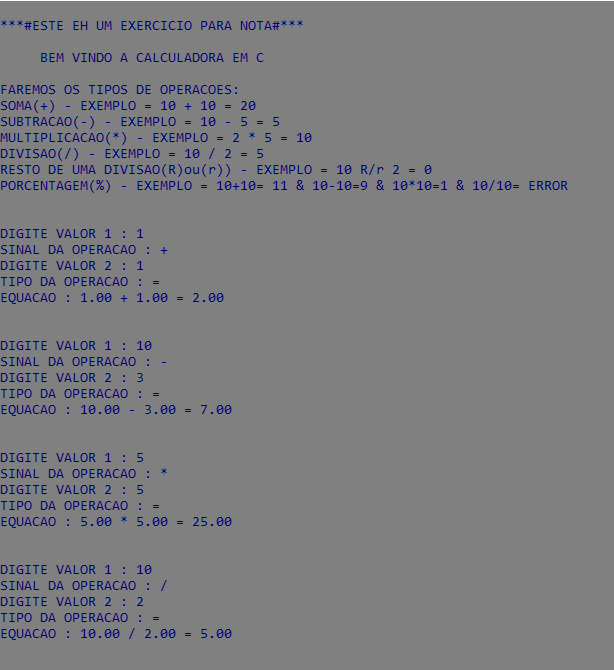 ***#ESTE EH UM EXERCICIO PARA NOTA#***
BEM VINDO A CALCULADORA EM C
FAREMOS OS TIPOS DE OPERACOES:
SOMA(+) - EXEMPLO = 10 + 10 = 20
SUBTRACAO(-) - EXEMPLO = 10 - 5 = 5
MULTIPLICACAO(*) - EXEMPLO = 2 * 5 = 10
DIVISAO(/) - EXEMPLO = 10 / 2 = 5
RESTO DE UMA DIVISAO(R)ou(r)) - EXEMPLO = 10 R/r 2 = 0
PORCENTAGEM(%) - EXEMPLO = 10+10= 11 & 10-10=9 & 10*10=1 & 10/10= ERROR
DIGITE VALOR 1 : 1
SINAL DA OPERACAO : +
DIGITE VALOR 2 : 1
TIPO DA OPERACAO : =
EQUACAO : 1.00 + 1.00 = 2.00
DIGITE VALOR 1 : 10
SINAL DA OPERACAO : -
DIGITE VALOR 2 : 3
TIPO DA OPERACAO : =
EQUACAO : 10.00 - 3.00 = 7.00
DIGITE VALOR 1 : 5
SINAL DA OPERACAO : *
DIGITE VALOR 2 : 5
TIPO DA OPERACAO : =
EQUACAO : 5.00 * 5.00 = 25.00
DIGITE VALOR 1 : 10
SINAL DA OPERACAO : /
DIGITE VALOR 2 : 2
TIPO DA OPERACAO : =
EQUACAO : 10.00 / 2.00 = 5.00